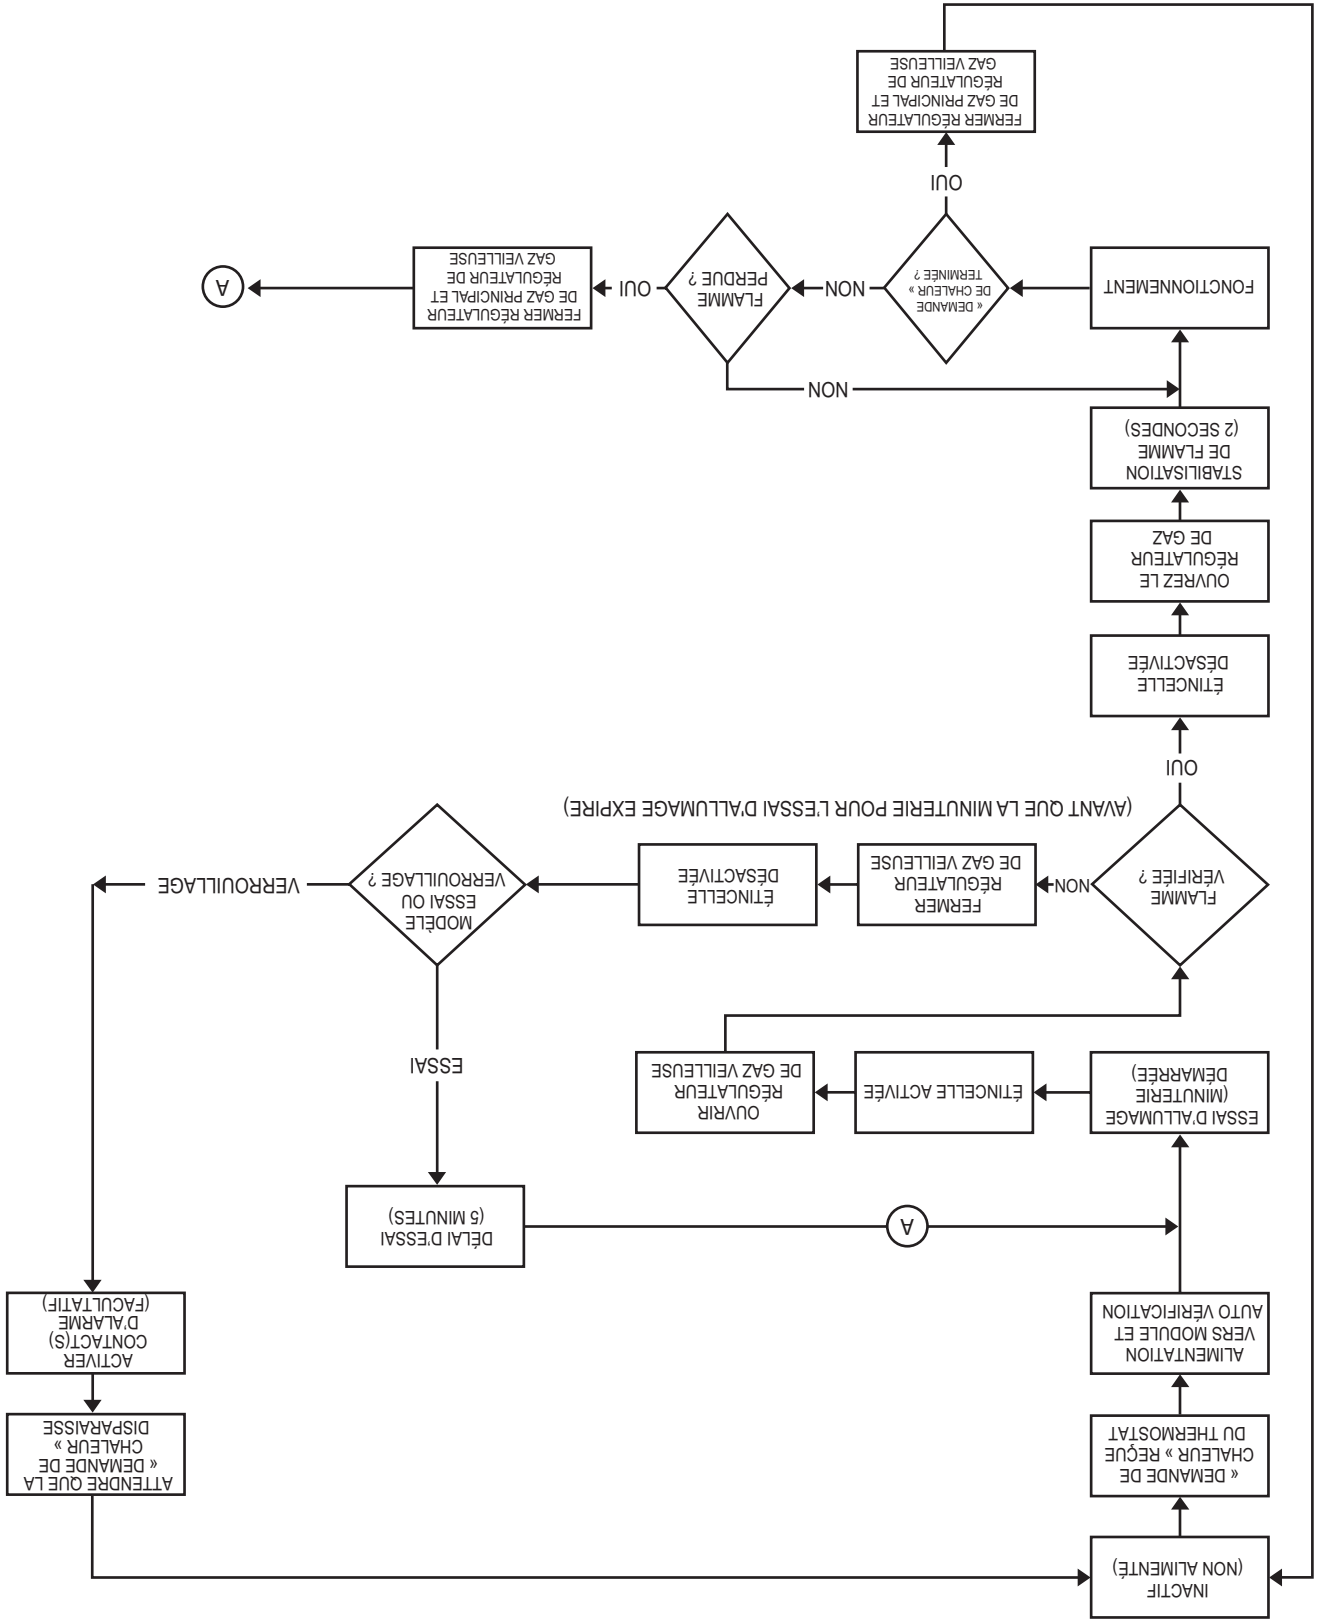 INACTIF
(NON ALIMENTÉ)
« DEMANDE DE
CHALEUR » REÇUE
DU THERMOSTAT
ALIMENTATION
VERS MODULE ET
AUTO VÉRIFICATION
ESSAI D'ALLUMAGE
(MINUTERIE
DÉMARRÉE)
ÉTINCELLE ACTIVÉE
OUVRIR
RÉGULATEUR
DE GAZ VEILLEUSE
FLAMME
VÉRIFIÉE ?
NON
FERMER
RÉGULATEUR
DE GAZ VEILLEUSE
ÉTINCELLE
DÉSACTIVÉE
(AVANT QUE LA MINUTERIE POUR L'ESSAI D'ALLUMAGE EXPIRE)
MODÈLE
ESSAI OU
VERROUILLAGE ?
ESSAI
DÉLAI D'ESSAI
(5 MINUTES)
A
VERROUILLAGE
ACTIVER
CONTACT(S)
D'ALARME
(FACULTATIF)
ATTENDRE QUE LA
« DEMANDE DE
CHALEUR »
DISPARAISSE
OUI
ÉTINCELLE
DÉSACTIVÉE
OUVREZ LE
RÉGULATEUR
DE GAZ
STABILISATION
DE FLAMME
(2 SECONDES)
FONCTIONNEMENT
« DEMANDE
DE CHALEUR »
TERMINÉE ?
OUI
FERMER RÉGULATEUR
DE GAZ PRINCIPAL ET
RÉGULATEUR DE
GAZ VEILLEUSE
NON
FLAMME
PERDUE ?
NON
OUI
FERMER RÉGULATEUR
DE GAZ PRINCIPAL ET
RÉGULATEUR DE
GAZ VEILLEUSE
A